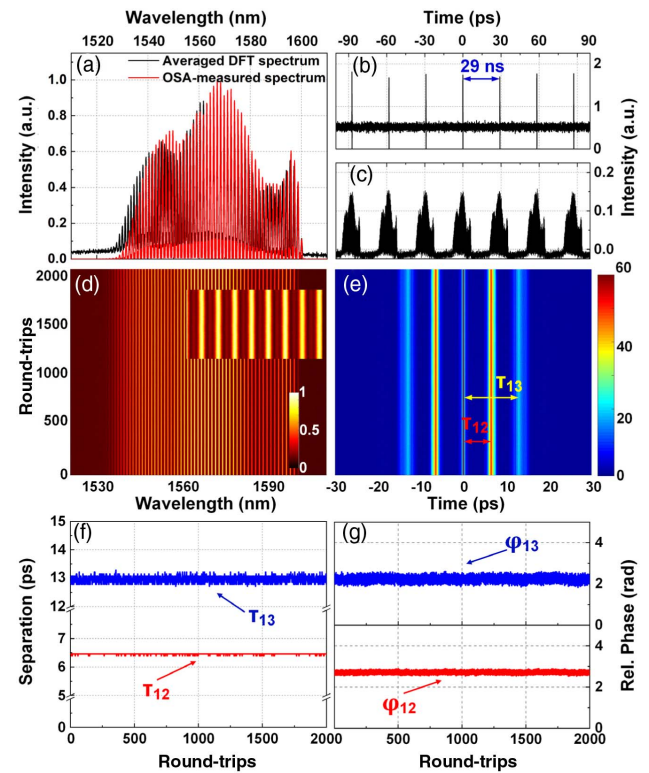 Wavelength (nm)
Time (ps)
1520 1540 1560 1580 1600
-90 -60 -30 0 30 60 90
(a)
Averaged DFT spectrum
OSA-measured spectrum
1.0
0.8
0.6
0.4
0.2
0.0
Intensity (a.u.)
(b)
29 ns
2
1
0
(c)
0.2
0.1
0.0
Intensity (a.u.)
(d)
2000
1500
1000
500
0
Round-trips
1
0.5
0
1530 1560 1590
Wavelength (nm)
(e)
τ13
τ12
60
40
20
0
-30 -20 -10 0 10 20 30
Time (ps)
(f)
15
14
13
12
7
6
5
0
Separation (ps)
τ13
τ12
0 500 1000 1500 2000
Round-trips
(g)
φ13
φ12
4
2
0
4
2
0
Rel. Phase (rad)
500 1000 1500 2000
Round-trips